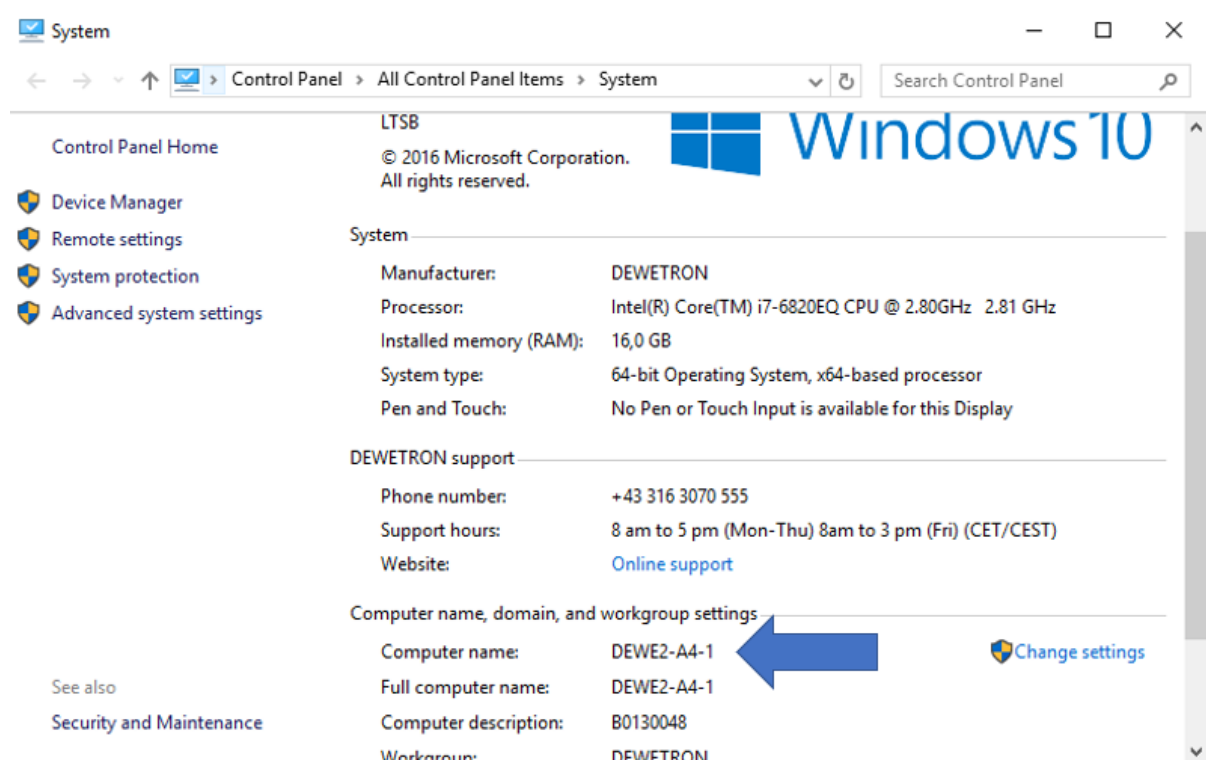 System
Control Panel > All Control Panel Items > System
Search Control Panel
Control Panel Home
Device Manager
Remote settings
System protection
Advanced system settings
See also
Security and Maintenance
LTSB
© 2016 Microsoft Corporation.
All rights reserved.
Windows 10
System
Manufacturer: DEWETRON
Processor: Intel(R) Core(TM) i7-6820EQ CPU @ 2.80GHz 2.81 GHz
Installed memory (RAM): 16,0 GB
System type: 64-bit Operating System, x64-based processor
Pen and Touch: No Pen or Touch Input is available for this Display
DEWETRON support
Phone number: +43 316 3070 555
Support hours: 8 am to 5 pm (Mon-Thu) 8am to 3 pm (Fri) (CET/CEST)
Website: Online support
Computer name, domain, and workgroup settings
Computer name: DEWE2-A4-1 Change settings
Full computer name: DEWE2-A4-1
Computer description: B0130048
Workgroup: DEWETRON